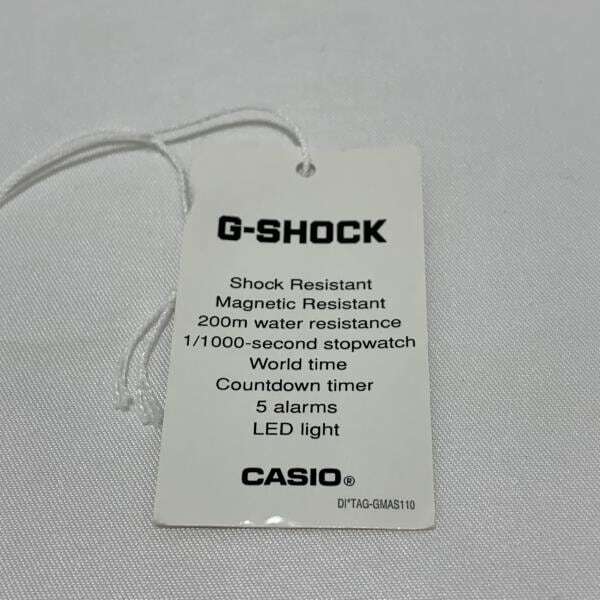 G-SHOCK
Shock Resistant
Magnetic Resistant
200m water resistance
1/1000-second stopwatch
World time
Countdown timer
5 alarms
LED light
CASIO®
DI*TAG-GMAS110